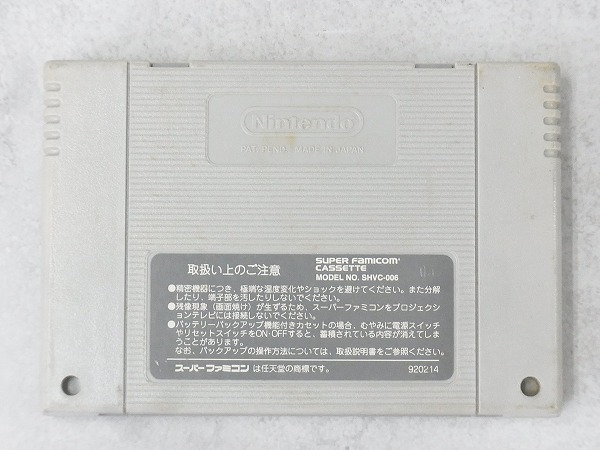 Nintendo
PAT. PEND. MADE IN JAPAN
取扱い上のご注意
SUPER FAMICOM
CASSETTE
MODEL NO. SHVC-006
●精密機器につき、極端な温度変化やショックを避けてください。また分解
したり、端子部を汚したりしないでください。
●残像現象（画面焼け）が生ずるため、スーパーファミコンをプロジェクショ
ンテレビには接続しないでください。
●バッテリーバックアップ機能付きカセットの場合、むやみに電源スイッチ
やリセットスイッチをON・OFFすると、蓄積されている内容が消えてしま
うことがあります。
なお、バックアップの操作方法については、取扱説明書をご参照ください。
スーパーファミコン は任天堂の商標です。
920214